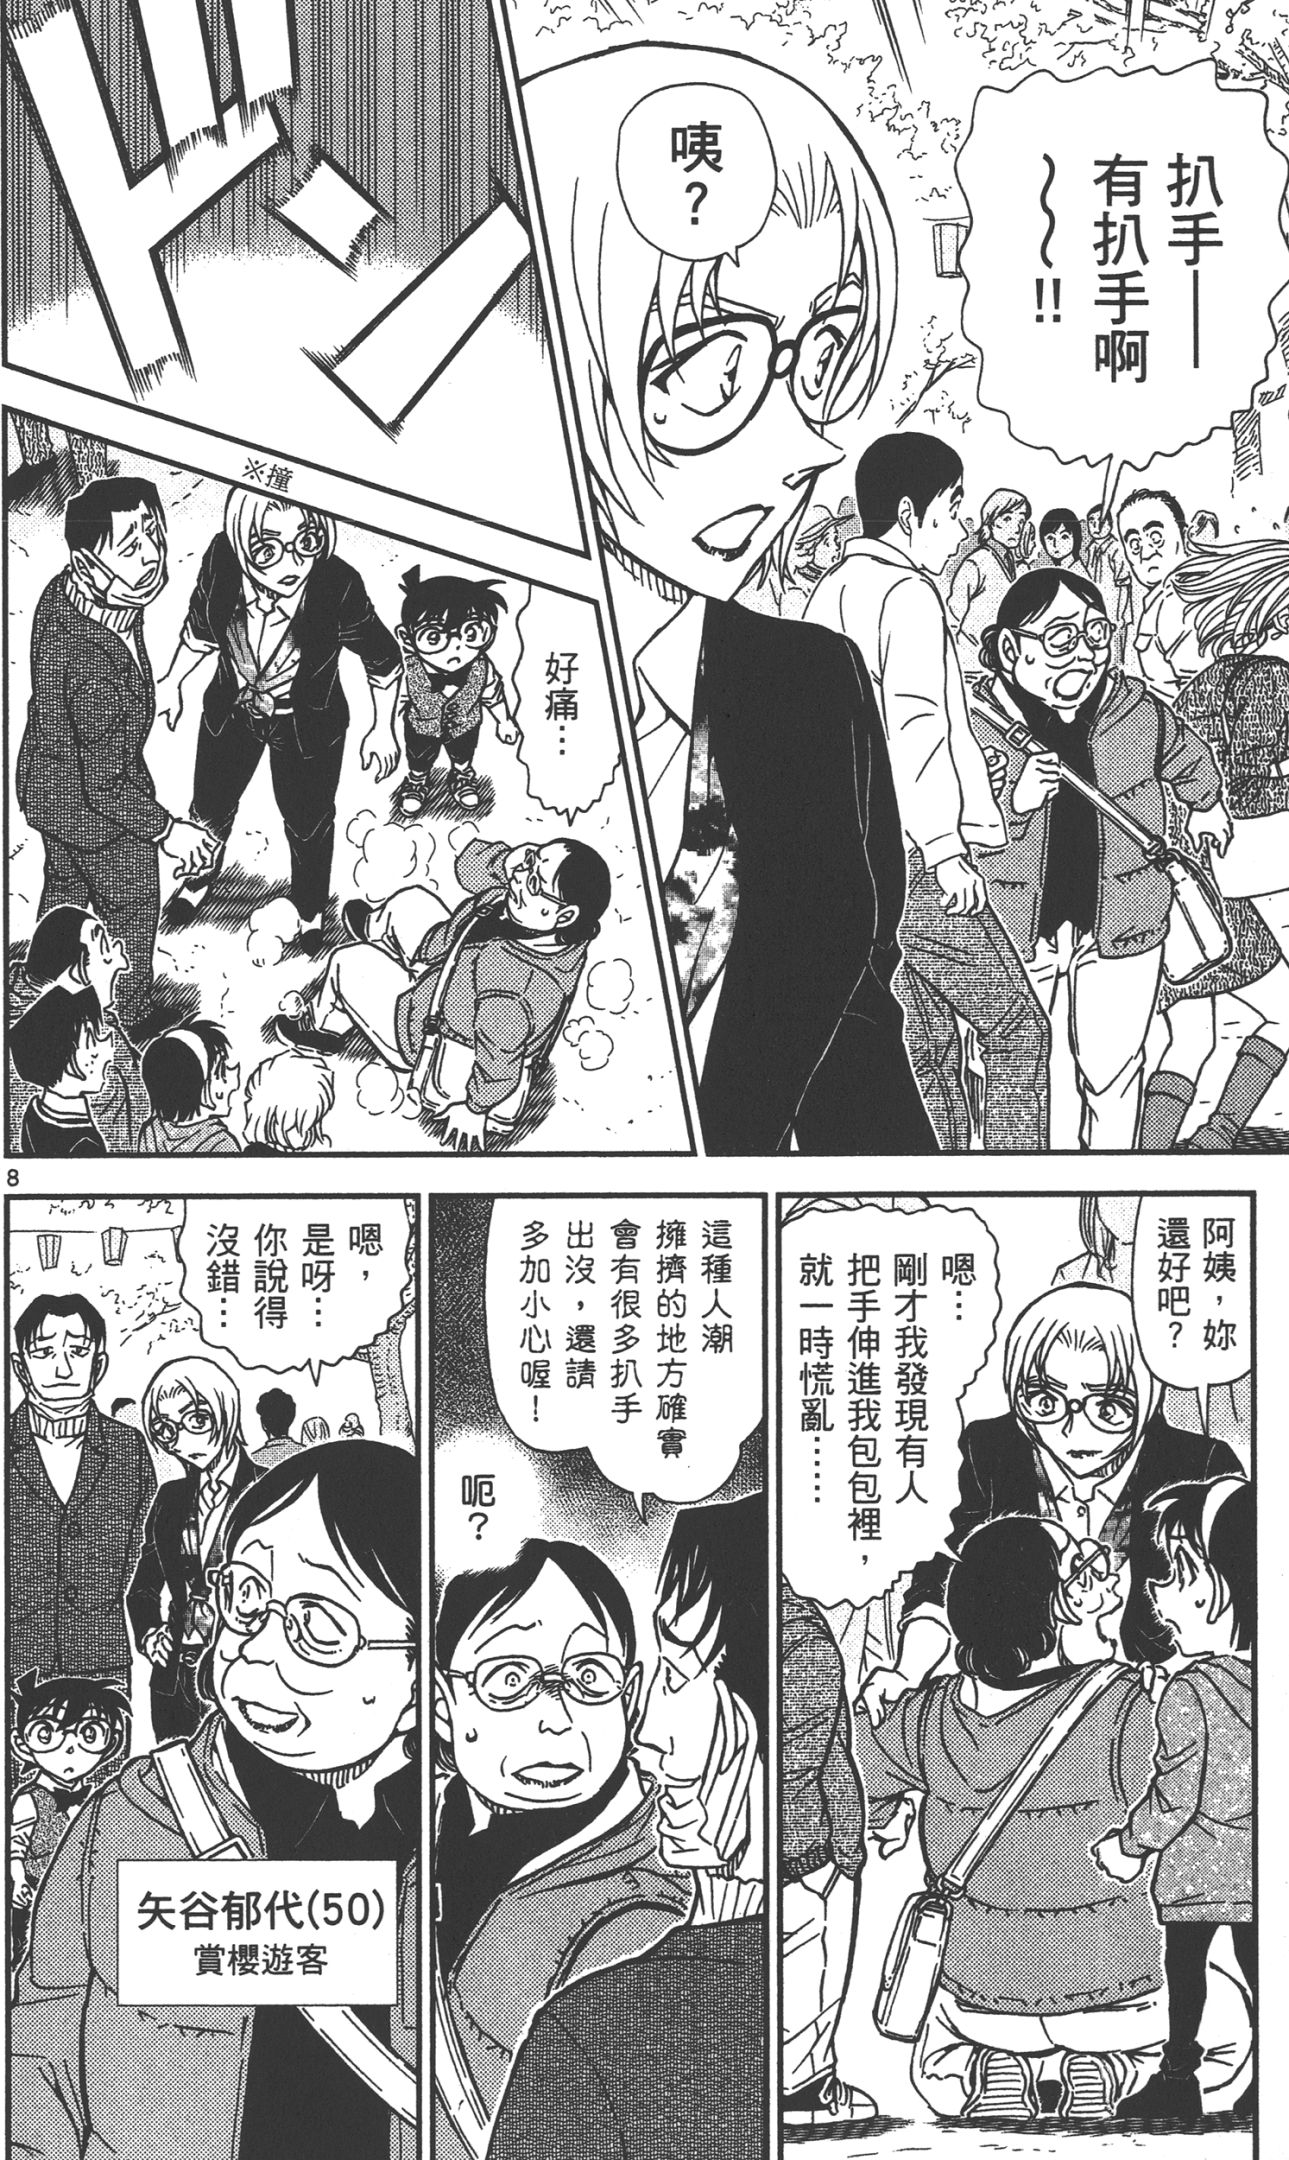 扒手——
有扒手啊
～～!!
咦？
ドン
※撞
好痛…
8
阿姨，妳
還好吧？
嗯…
剛才我發現有人
把手伸進我包包裡，
就一時慌亂……
這種人潮
擁擠的地方確實
會有很多扒手
出沒，還請
多加小心喔！
呃？
嗯，
是呀…
你說得
沒錯…
矢谷郁代(50)
賞櫻遊客